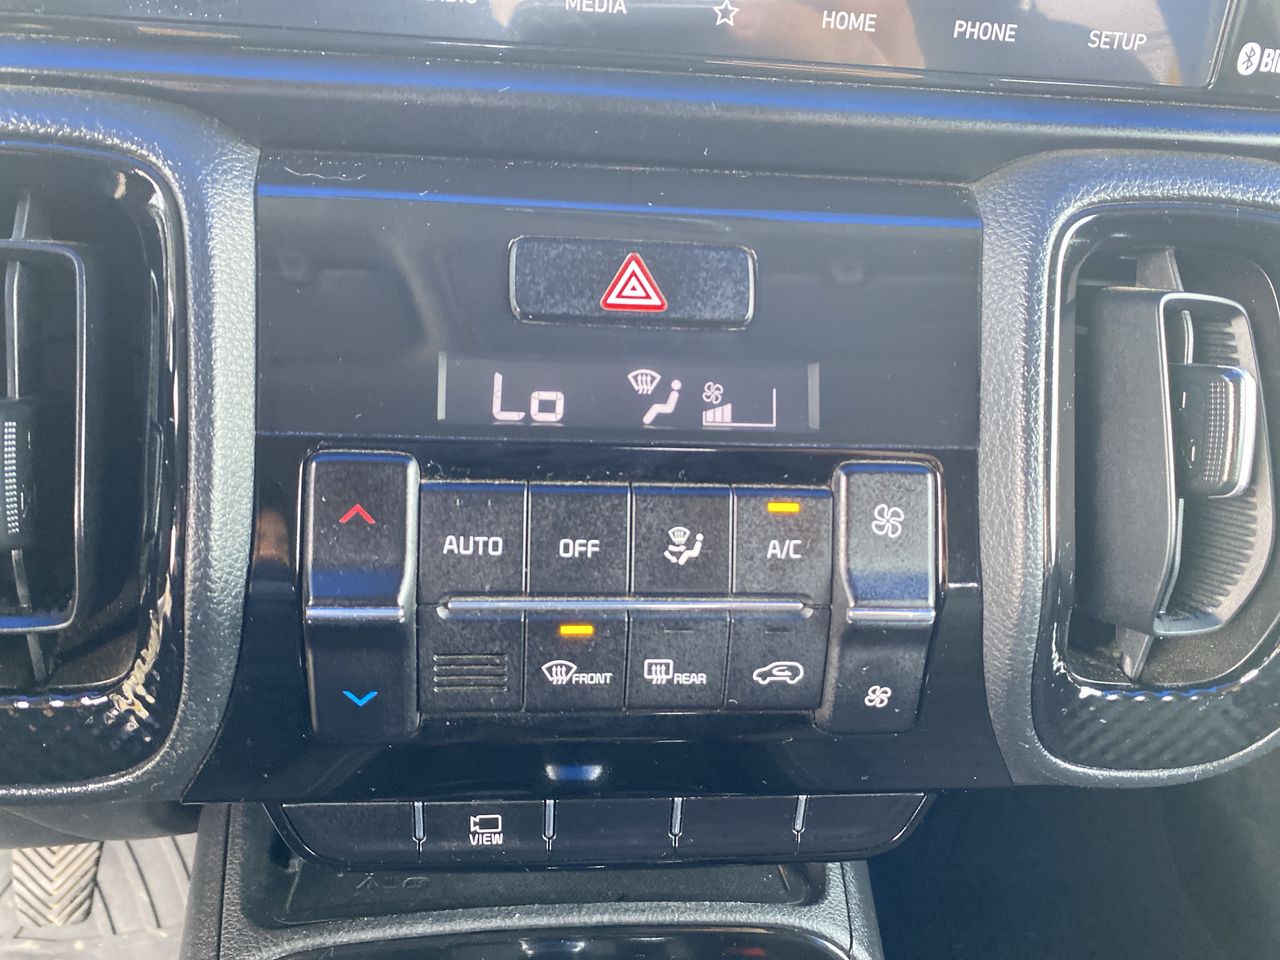 MEDIA
HOME
PHONE
SETUP
Lo
AUTO
OFF
A/C
FRONT
REAR
VIEW